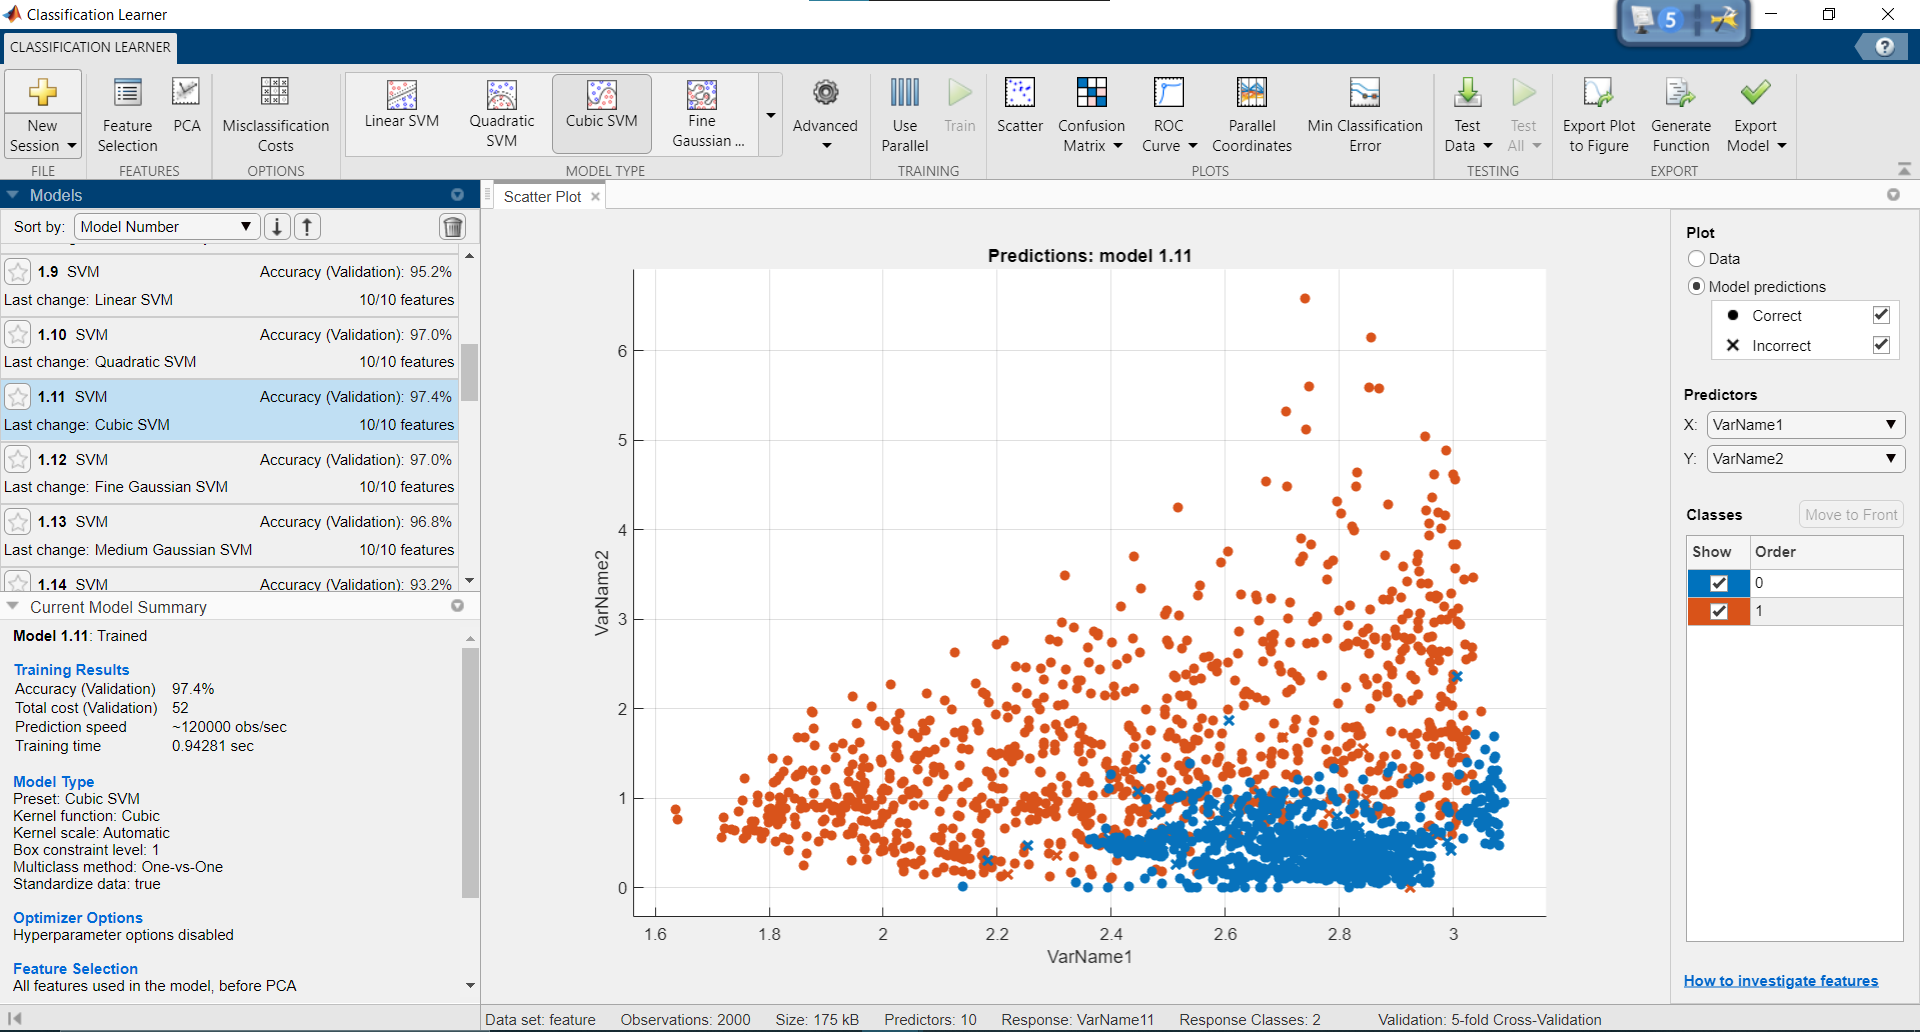 Classification Learner
5
CLASSIFICATION LEARNER
?
New Session
Feature Selection
PCA
Misclassification Costs
Linear SVM
Quadratic SVM
Cubic SVM
Fine Gaussian ...
Advanced
Use Parallel
Train
Scatter
Confusion Matrix
ROC Curve
Parallel Coordinates
Min Classification Error
Test Data
Test All
Export Plot to Figure
Generate Function
Export Model
FILE
FEATURES
OPTIONS
MODEL TYPE
TRAINING
PLOTS
TESTING
EXPORT
Models
Sort by: Model Number
1.9 SVM Accuracy (Validation): 95.2%
Last change: Linear SVM 10/10 features
1.10 SVM Accuracy (Validation): 97.0%
Last change: Quadratic SVM 10/10 features
1.11 SVM Accuracy (Validation): 97.4%
Last change: Cubic SVM 10/10 features
1.12 SVM Accuracy (Validation): 97.0%
Last change: Fine Gaussian SVM 10/10 features
1.13 SVM Accuracy (Validation): 96.8%
Last change: Medium Gaussian SVM 10/10 features
1.14 SVM Accuracy (Validation): 93.2%
Current Model Summary
Model 1.11: Trained
Training Results
Accuracy (Validation) 97.4%
Total cost (Validation) 52
Prediction speed ~120000 obs/sec
Training time 0.94281 sec
Model Type
Preset: Cubic SVM
Kernel function: Cubic
Kernel scale: Automatic
Box constraint level: 1
Multiclass method: One-vs-One
Standardize data: true
Optimizer Options
Hyperparameter options disabled
Feature Selection
All features used in the model, before PCA
Scatter Plot
Predictions: model 1.11
6
5
4
3
2
1
0
VarName2
1.6 1.8 2 2.2 2.4 2.6 2.8 3
VarName1
Plot
Data
Model predictions
Correct
Incorrect
Predictors
X: VarName1
Y: VarName2
Classes Move to Front
Show Order
0
1
How to investigate features
Data set: feature Observations: 2000 Size: 175 kB Predictors: 10 Response: VarName11 Response Classes: 2 Validation: 5-fold Cross-Validation